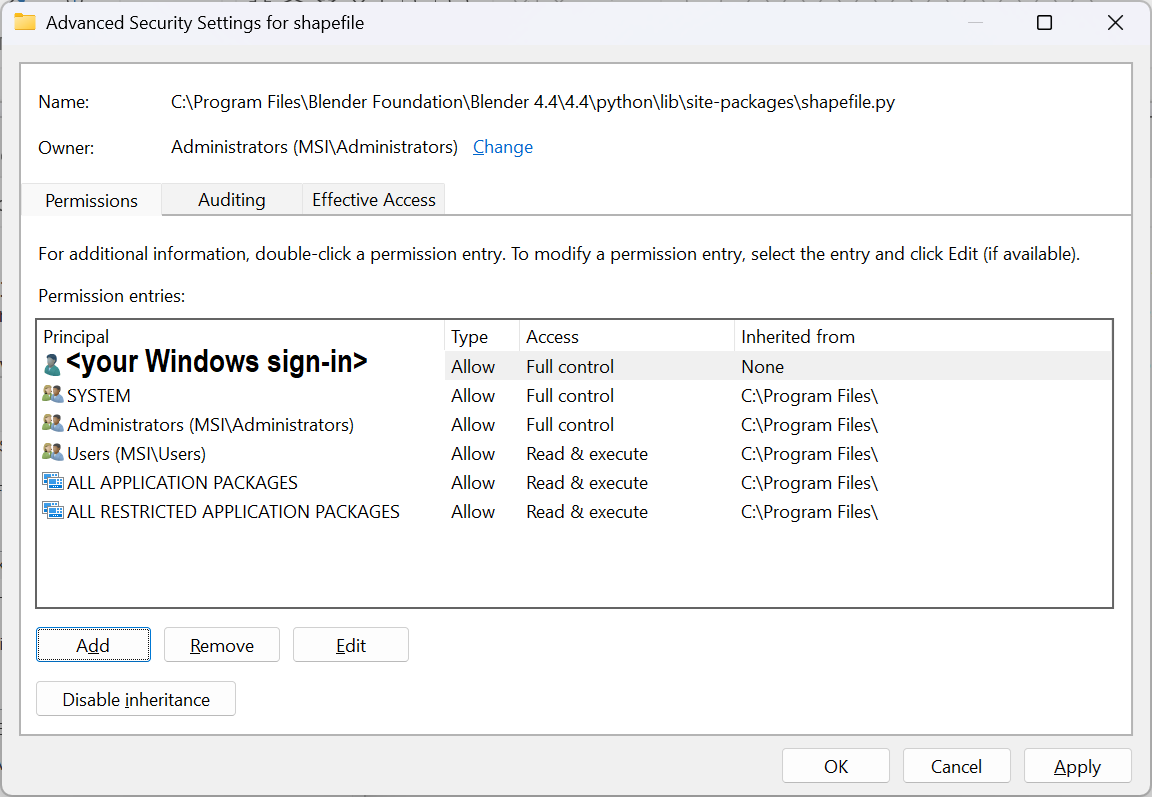 Advanced Security Settings for shapefile
Name: C:\Program Files\Blender Foundation\Blender 4.4\4.4\python\lib\site-packages\shapefile.py
Owner: Administrators (MSI\Administrators) Change
Permissions Auditing Effective Access
For additional information, double-click a permission entry. To modify a permission entry, select the entry and click Edit (if available).
Permission entries:
Principal Type Access Inherited from
<your Windows sign-in> Allow Full control None
SYSTEM Allow Full control C:\Program Files\
Administrators (MSI\Administrators) Allow Full control C:\Program Files\
Users (MSI\Users) Allow Read & execute C:\Program Files\
ALL APPLICATION PACKAGES Allow Read & execute C:\Program Files\
ALL RESTRICTED APPLICATION PACKAGES Allow Read & execute C:\Program Files\
Add Remove Edit
Disable inheritance
OK Cancel Apply